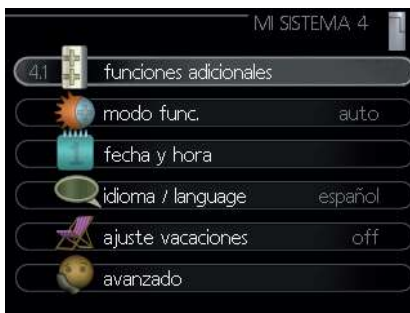 MI SISTEMA 4
4.1 funciones adicionales
modo func. auto
fecha y hora
idioma / language español
ajuste vacaciones off
avanzado